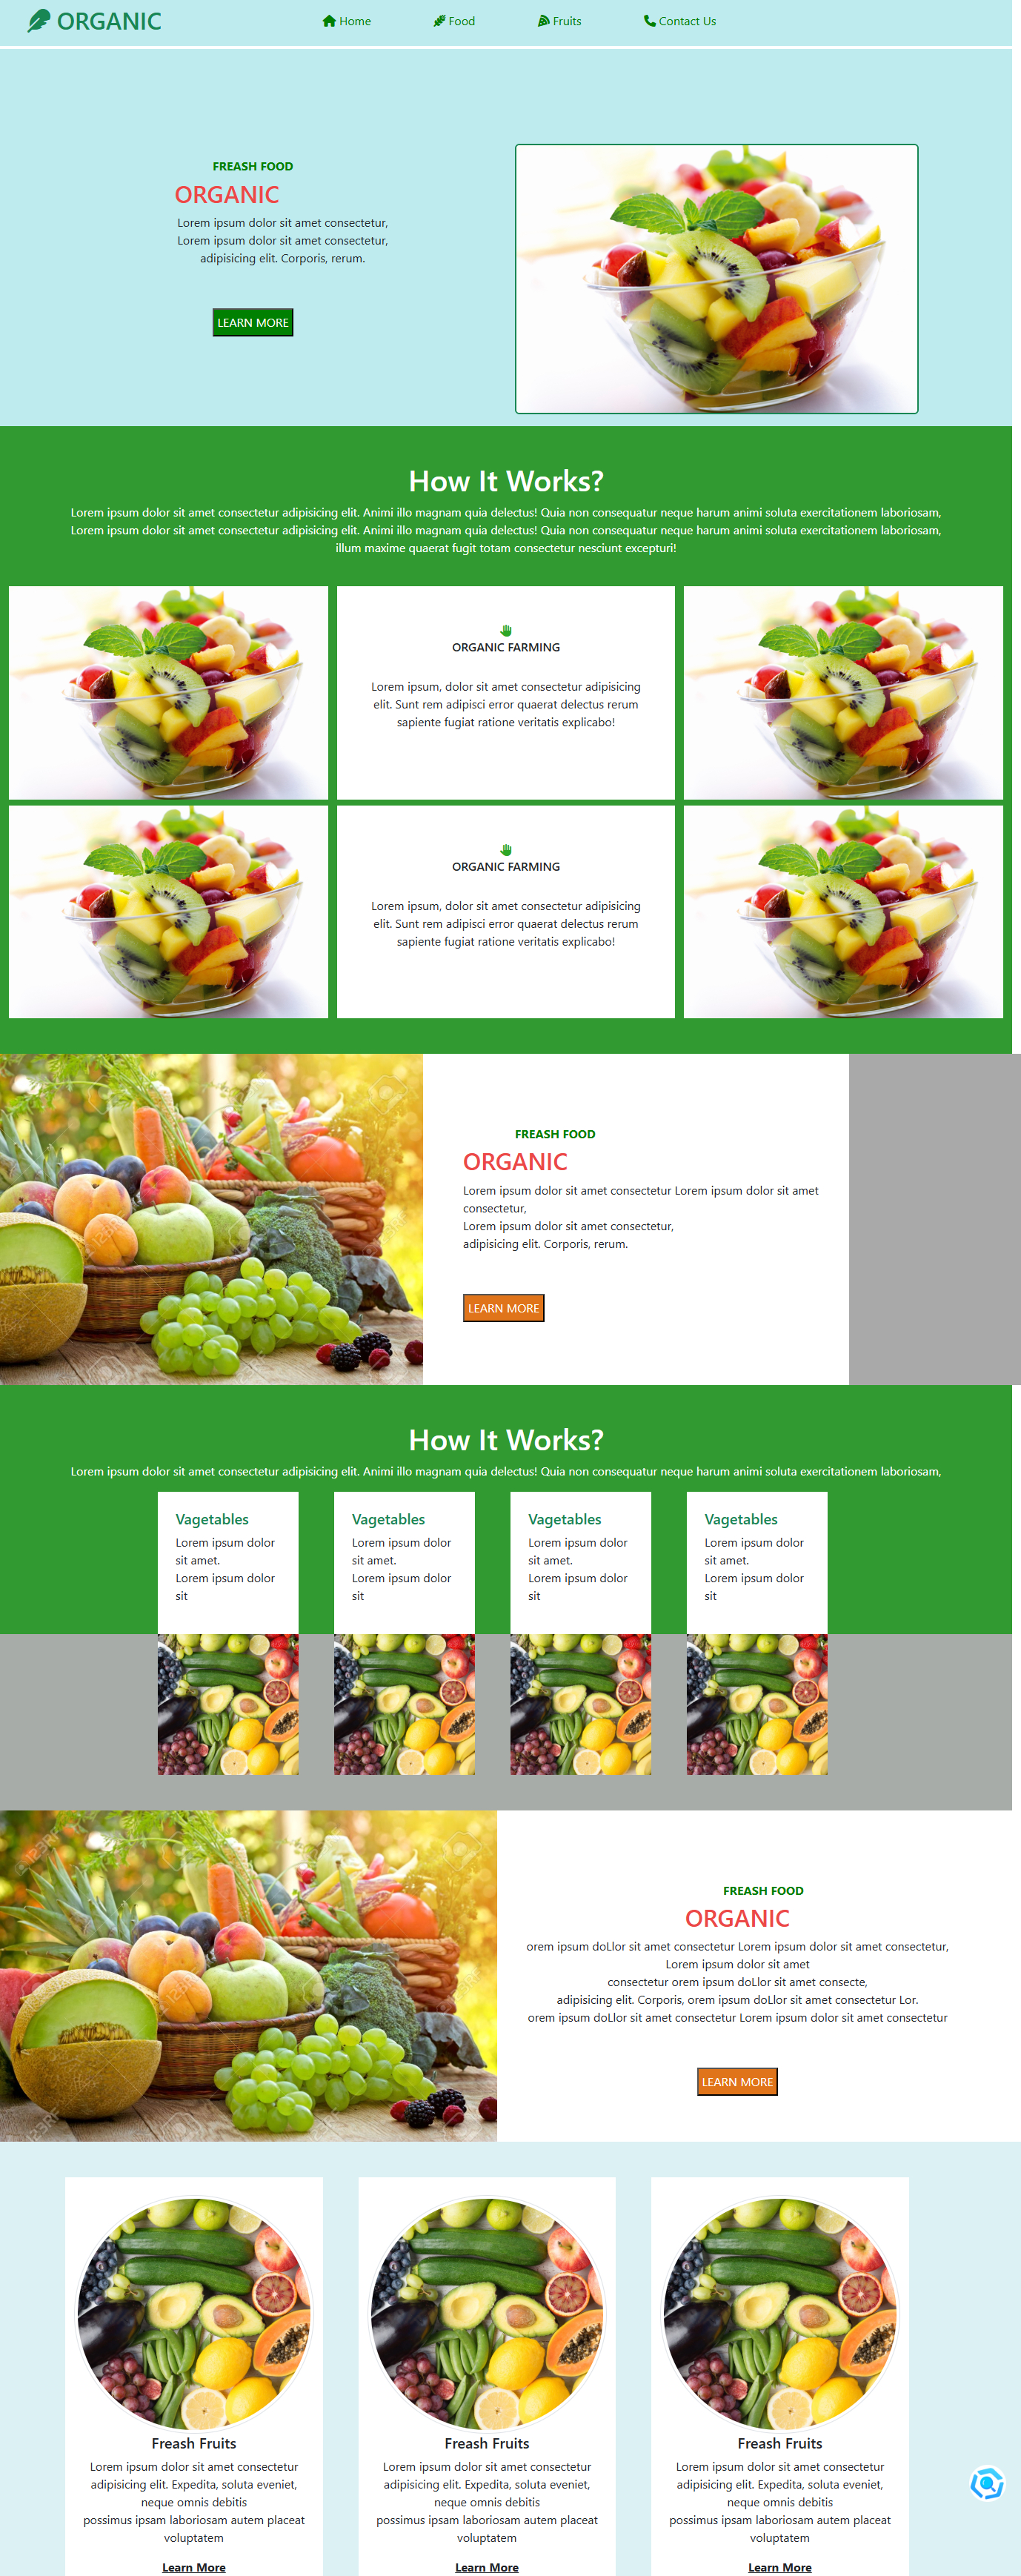 ORGANIC
Home
Food
Fruits
Contact Us
FREASH FOOD
ORGANIC
Lorem ipsum dolor sit amet consectetur,
Lorem ipsum dolor sit amet consectetur,
adipisicing elit. Corporis, rerum.
LEARN MORE
How It Works?
Lorem ipsum dolor sit amet consectetur adipisicing elit. Animi illo magnam quia delectus! Quia non consequatur neque harum animi soluta exercitationem laboriosam,
Lorem ipsum dolor sit amet consectetur adipisicing elit. Animi illo magnam quia delectus! Quia non consequatur neque harum animi soluta exercitationem laboriosam,
illum maxime quaerat fugit totam consectetur nesciunt excepturi!
ORGANIC FARMING
Lorem ipsum, dolor sit amet consectetur adipisicing
elit. Sunt rem adipisci error quaerat delectus rerum
sapiente fugiat ratione veritatis explicabo!
ORGANIC FARMING
Lorem ipsum, dolor sit amet consectetur adipisicing
elit. Sunt rem adipisci error quaerat delectus rerum
sapiente fugiat ratione veritatis explicabo!
FREASH FOOD
ORGANIC
Lorem ipsum dolor sit amet consectetur Lorem ipsum dolor sit amet
consectetur,
Lorem ipsum dolor sit amet consectetur,
adipisicing elit. Corporis, rerum.
LEARN MORE
How It Works?
Lorem ipsum dolor sit amet consectetur adipisicing elit. Animi illo magnam quia delectus! Quia non consequatur neque harum animi soluta exercitationem laboriosam,
Vagetables
Lorem ipsum dolor
sit amet.
Lorem ipsum dolor
sit
Vagetables
Lorem ipsum dolor
sit amet.
Lorem ipsum dolor
sit
Vagetables
Lorem ipsum dolor
sit amet.
Lorem ipsum dolor
sit
Vagetables
Lorem ipsum dolor
sit amet.
Lorem ipsum dolor
sit
FREASH FOOD
ORGANIC
orem ipsum doLlor sit amet consectetur Lorem ipsum dolor sit amet consectetur,
Lorem ipsum dolor sit amet
consectetur orem ipsum doLlor sit amet consecte,
adipisicing elit. Corporis, orem ipsum doLlor sit amet consectetur Lor.
orem ipsum doLlor sit amet consectetur Lorem ipsum dolor sit amet consectetur
LEARN MORE
Freash Fruits
Lorem ipsum dolor sit amet consectetur
adipisicing elit. Expedita, soluta eveniet,
neque omnis debitis
possimus ipsam laboriosam autem placeat
voluptatem
Learn More
Freash Fruits
Lorem ipsum dolor sit amet consectetur
adipisicing elit. Expedita, soluta eveniet,
neque omnis debitis
possimus ipsam laboriosam autem placeat
voluptatem
Learn More
Freash Fruits
Lorem ipsum dolor sit amet consectetur
adipisicing elit. Expedita, soluta eveniet,
neque omnis debitis
possimus ipsam laboriosam autem placeat
voluptatem
Learn More